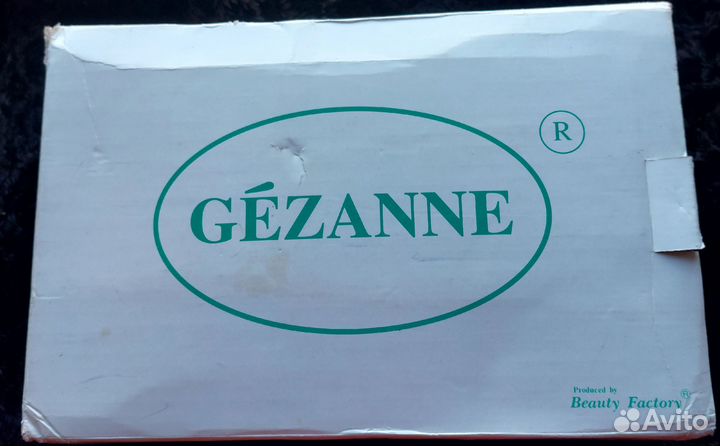 GÉZANNE
®
Produced by
Beauty Factory®
Avito